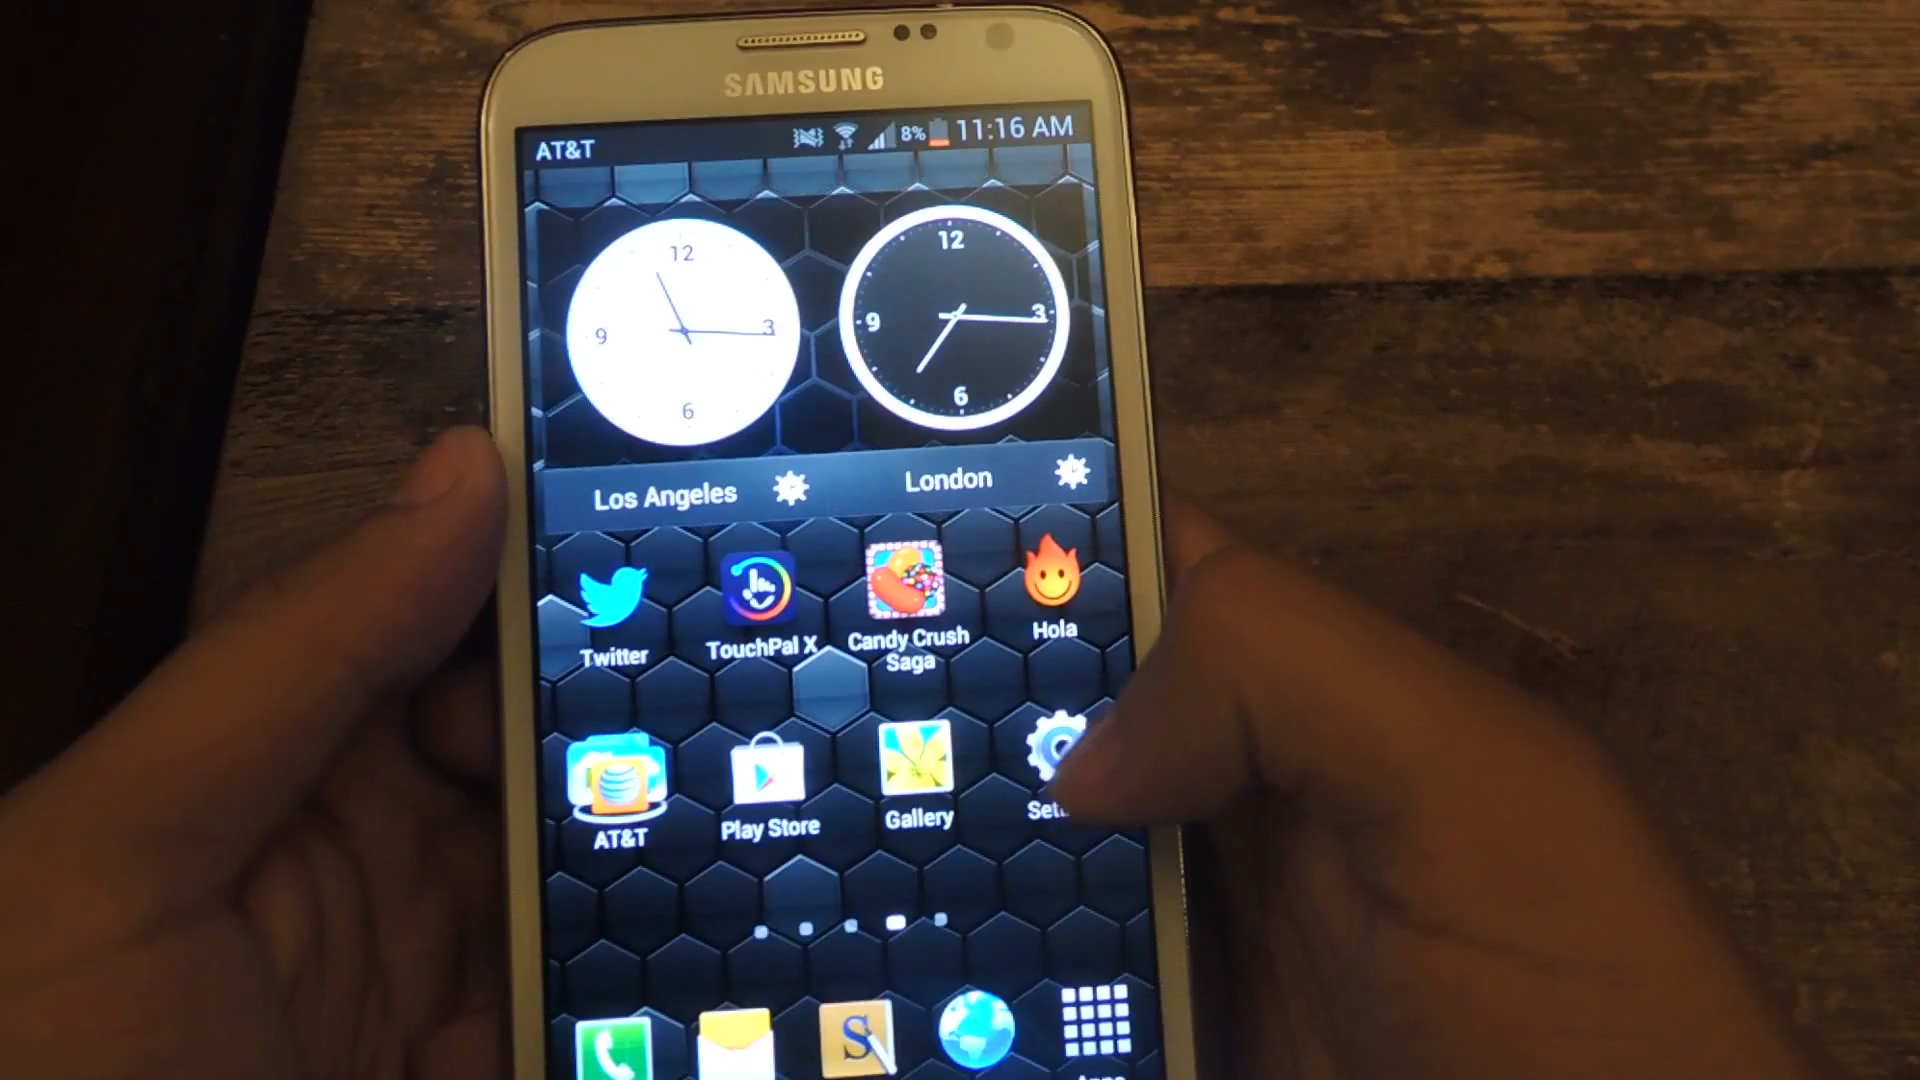 SAMSUNG
AT&T 8% 11:16 AM
12 12
9 3 9 3
6 6
Los Angeles London
Twitter TouchPal X Candy Crush Saga Hola
AT&T Play Store Gallery
S